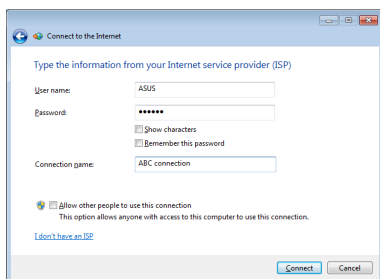 Connect to the Internet
Type the information from your Internet service provider (ISP)
User name: ASUS
Password: ••••••
Show characters
Remember this password
Connection name: ABC connection
Allow other people to use this connection
This option allows anyone with access to this computer to use this connection.
I don't have an ISP
Connect Cancel